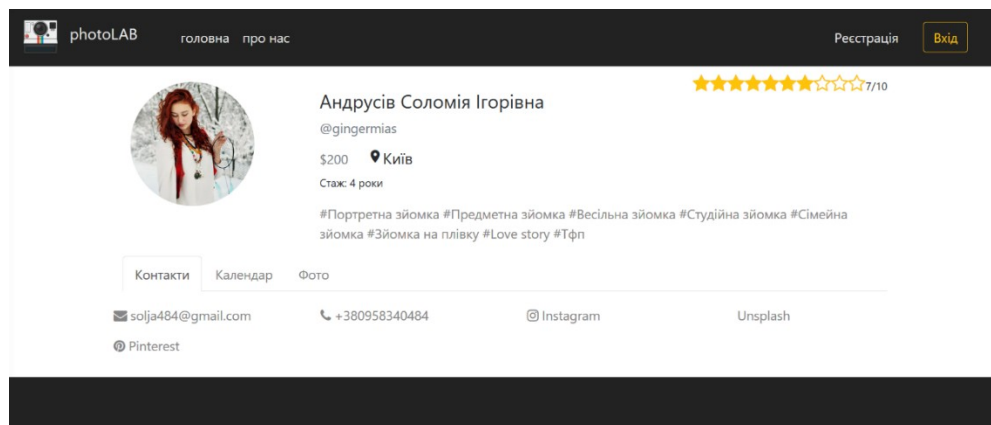 photoLAB головна про нас Реєстрація Вхід
Андрусів Соломія Ігорівна
7/10
@gingermias
$200 Київ
Стаж: 4 роки
#Портретна зйомка #Предметна зйомка #Весільна зйомка #Студійна зйомка #Сімейна
зйомка #Зйомка на плівку #Love story #Тфп
Контакти Календар Фото
solja484@gmail.com +380958340484 Instagram Unsplash
Pinterest